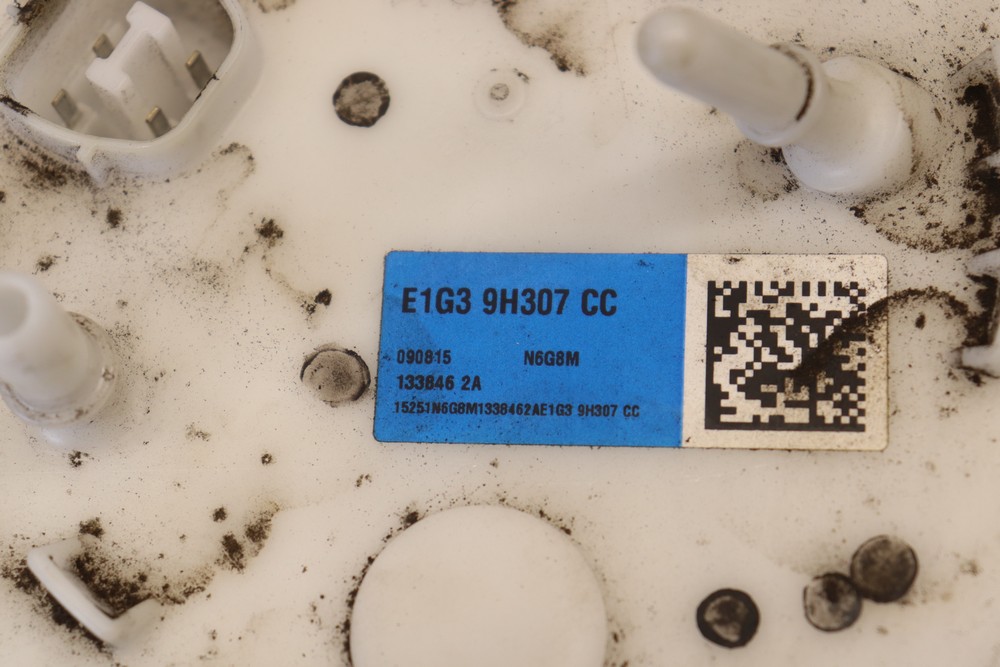 E1G3 9H307 CC
090815 N6G8M
133846 2A
15251N6G8M1338462AE1G3 9H307 CC